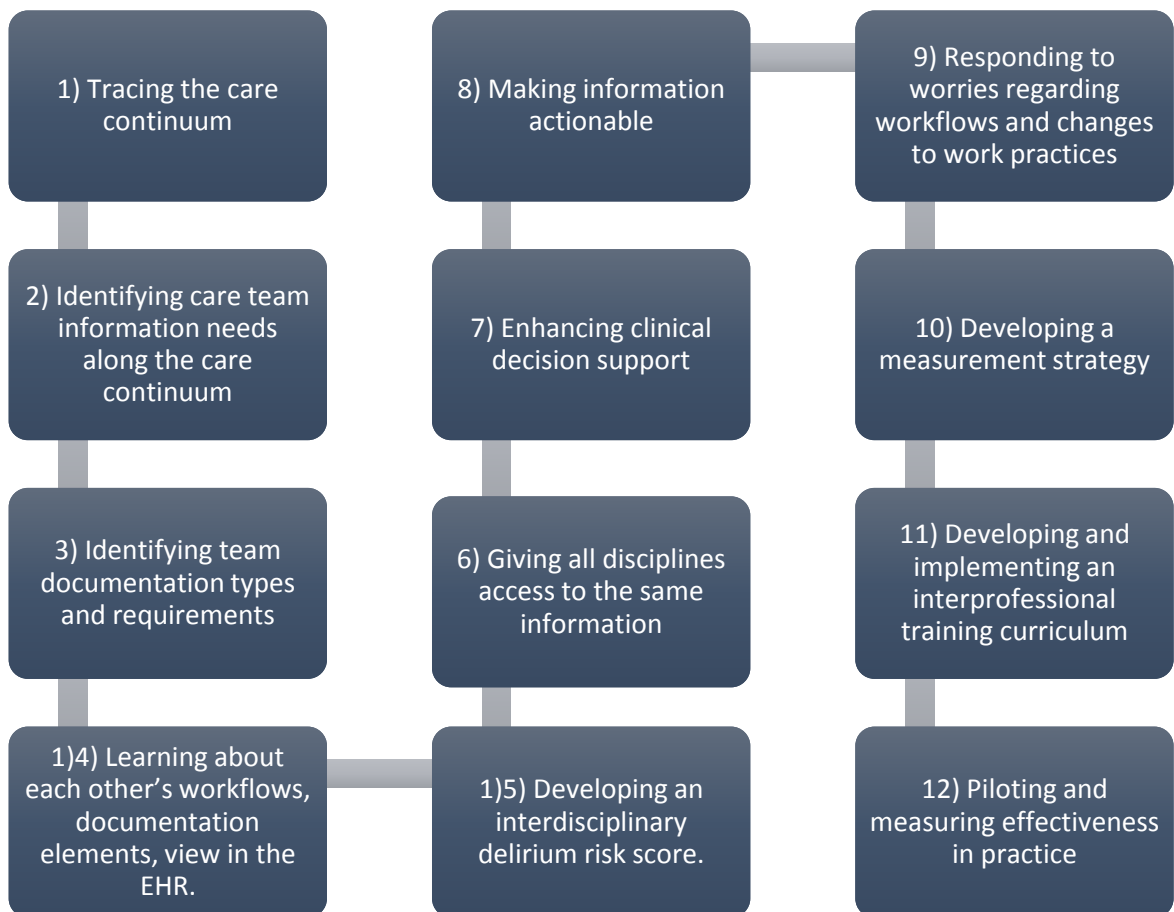 1) Tracing the care
continuum
2) Identifying care team
information needs
along the care
continuum
3) Identifying team
documentation types
and requirements
1)4) Learning about
each other’s workflows,
documentation
elements, view in the
EHR.
1)5) Developing an
interdisciplinary
delirium risk score.
6) Giving all disciplines
access to the same
information
7) Enhancing clinical
decision support
8) Making information
actionable
9) Responding to
worries regarding
workflows and changes
to work practices
10) Developing a
measurement strategy
11) Developing and
implementing an
interprofessional
training curriculum
12) Piloting and
measuring effectiveness
in practice